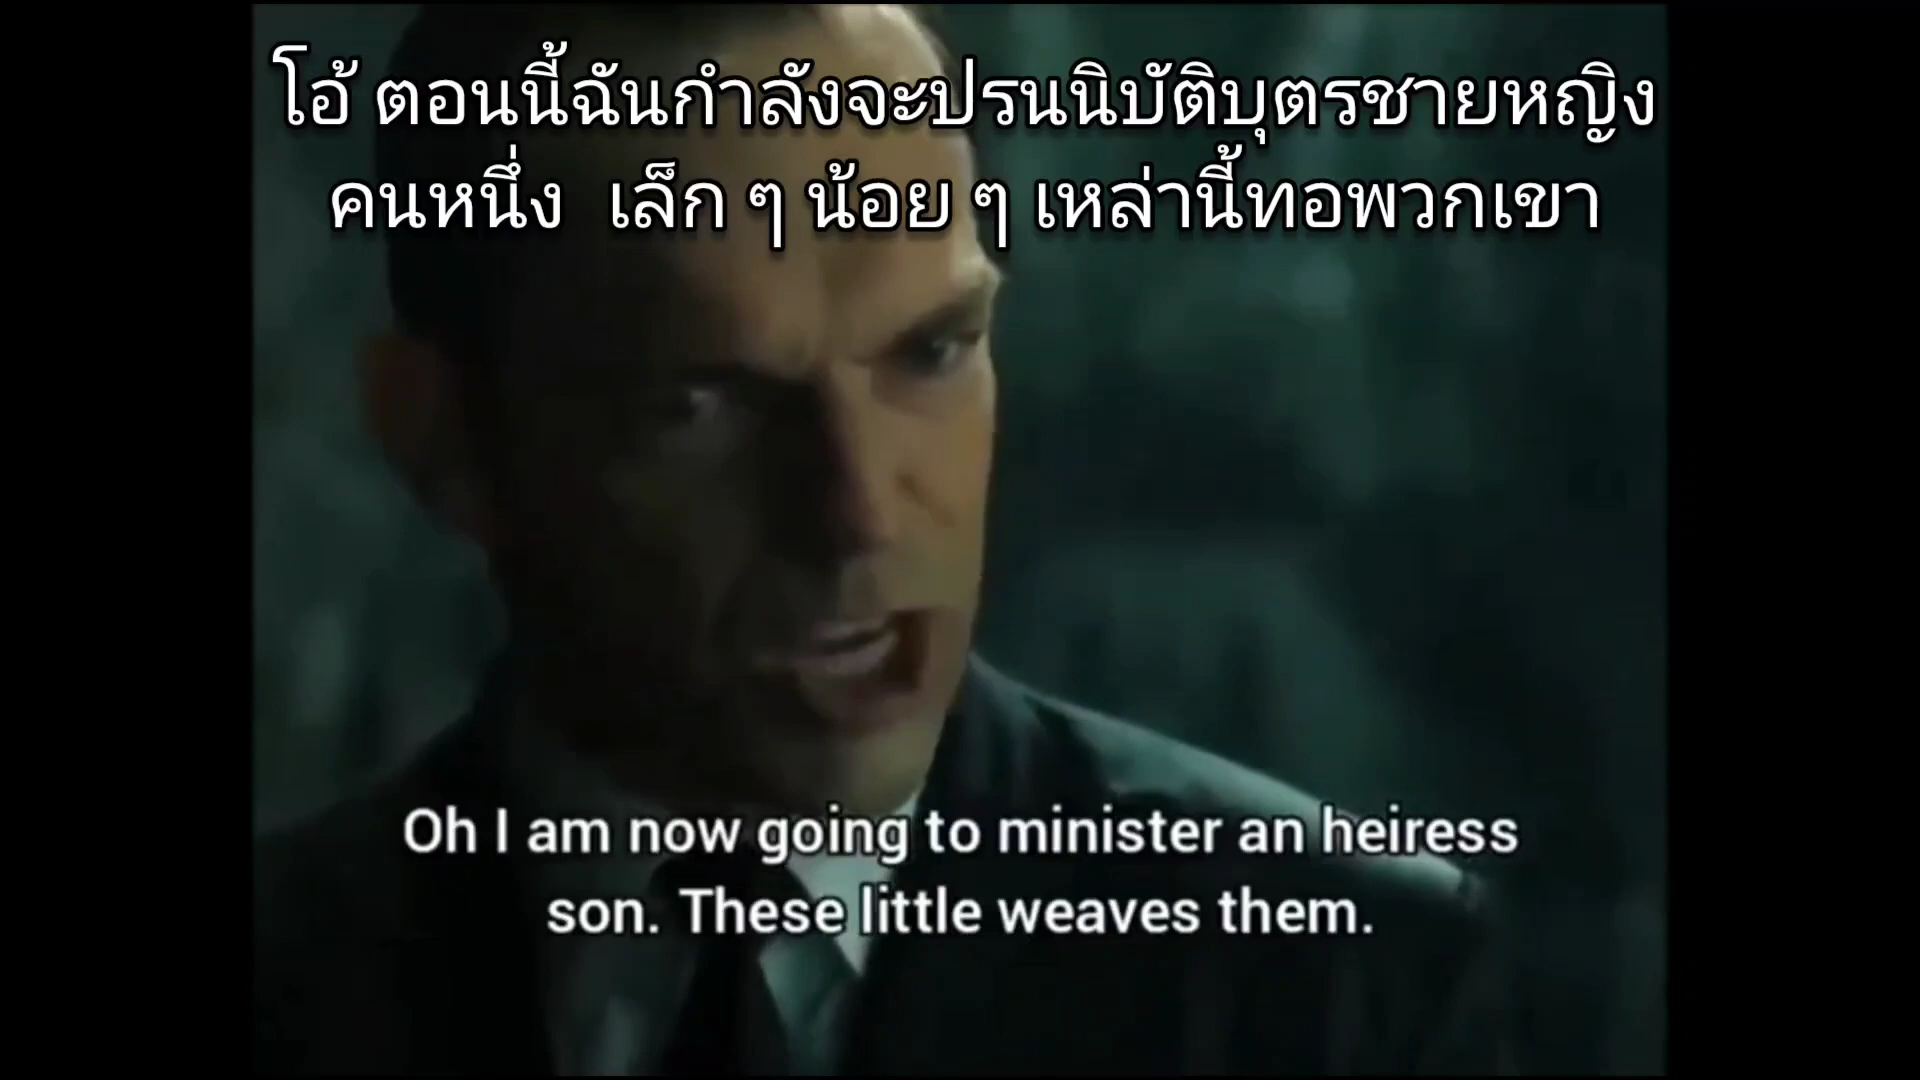 โอ้ ตอนนี้ฉันกำลังจะปรนนิบัติบุตรชายหญิง
คนหนึ่ง เล็ก ๆ น้อย ๆ เหล่านี้ทอพวกเขา
Oh I am now going to minister an heiress
son. These little weaves them.